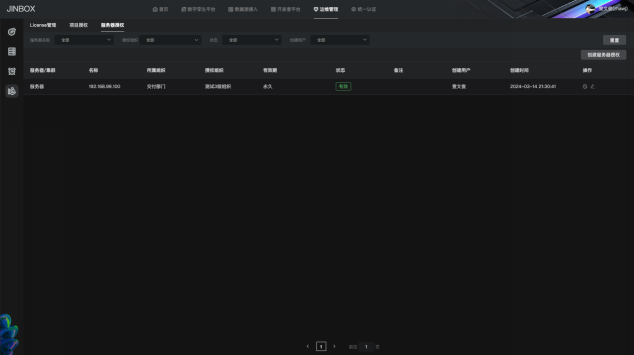 JINBOX 首页 数字孪生平台 数据源接入 开发者平台 运维管理 统一认证
License管理 项目授权 服务器授权
服务器名称 全部 授权组织 全部 状态 全部 创建用户 全部 重置
创建服务器授权
服务器/集群 名称 所属组织 授权组织 有效期 状态 备注 创建用户 创建时间 操作
服务器 192.168.99.100 交付部门 测试3级组织 永久 有效 2024-03-14 21:30:41
1 前往 1 页